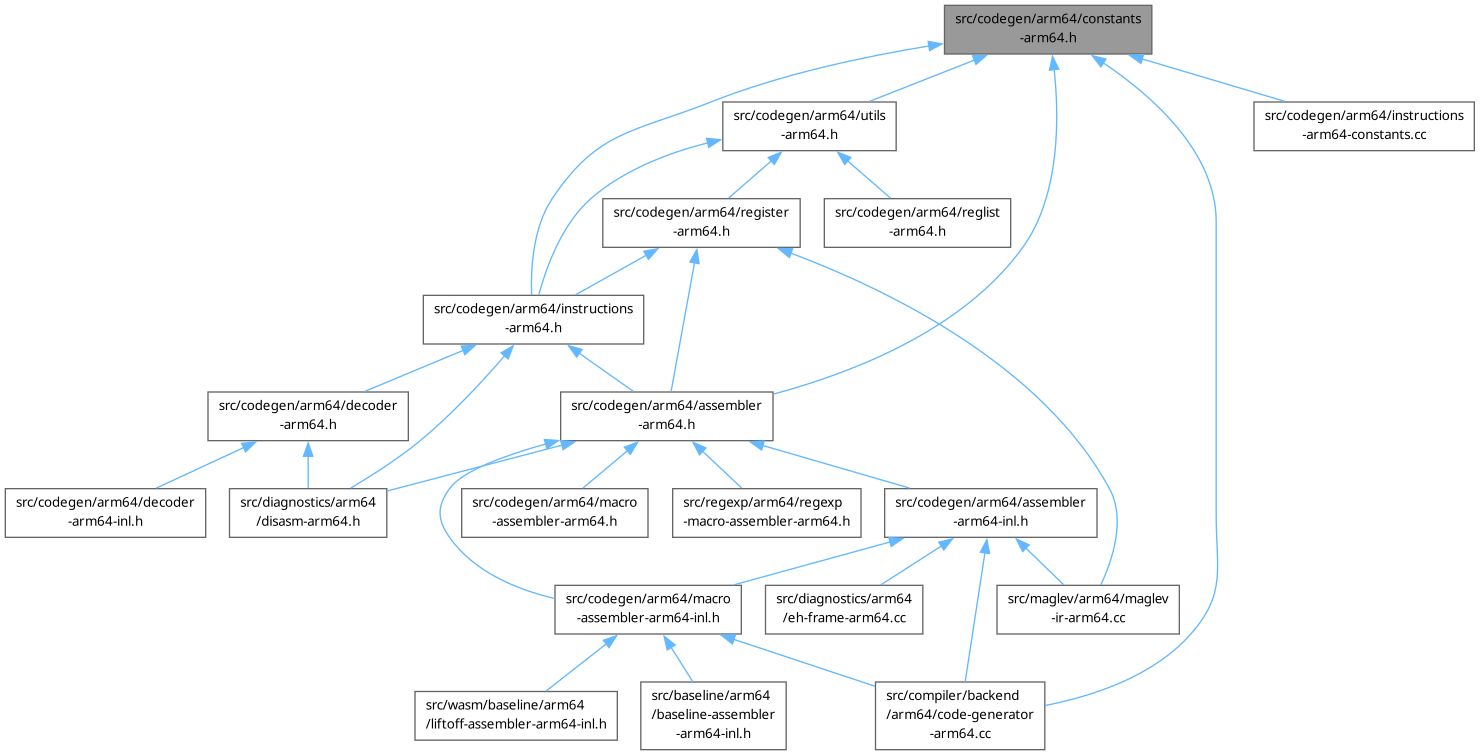 src/codegen/arm64/constants
-arm64.h
src/codegen/arm64/utils
-arm64.h
src/codegen/arm64/instructions
-arm64-constants.cc
src/codegen/arm64/register
-arm64.h
src/codegen/arm64/reglist
-arm64.h
src/codegen/arm64/instructions
-arm64.h
src/codegen/arm64/decoder
-arm64.h
src/codegen/arm64/assembler
-arm64.h
src/codegen/arm64/decoder
-arm64-inl.h
src/diagnostics/arm64
/disasm-arm64.h
src/codegen/arm64/macro
-assembler-arm64.h
src/regexp/arm64/regexp
-macro-assembler-arm64.h
src/codegen/arm64/assembler
-arm64-inl.h
src/codegen/arm64/macro
-assembler-arm64-inl.h
src/diagnostics/arm64
/eh-frame-arm64.cc
src/maglev/arm64/maglev
-ir-arm64.cc
src/wasm/baseline/arm64
/liftoff-assembler-arm64-inl.h
src/baseline/arm64
/baseline-assembler
-arm64-inl.h
src/compiler/backend
/arm64/code-generator
-arm64.cc